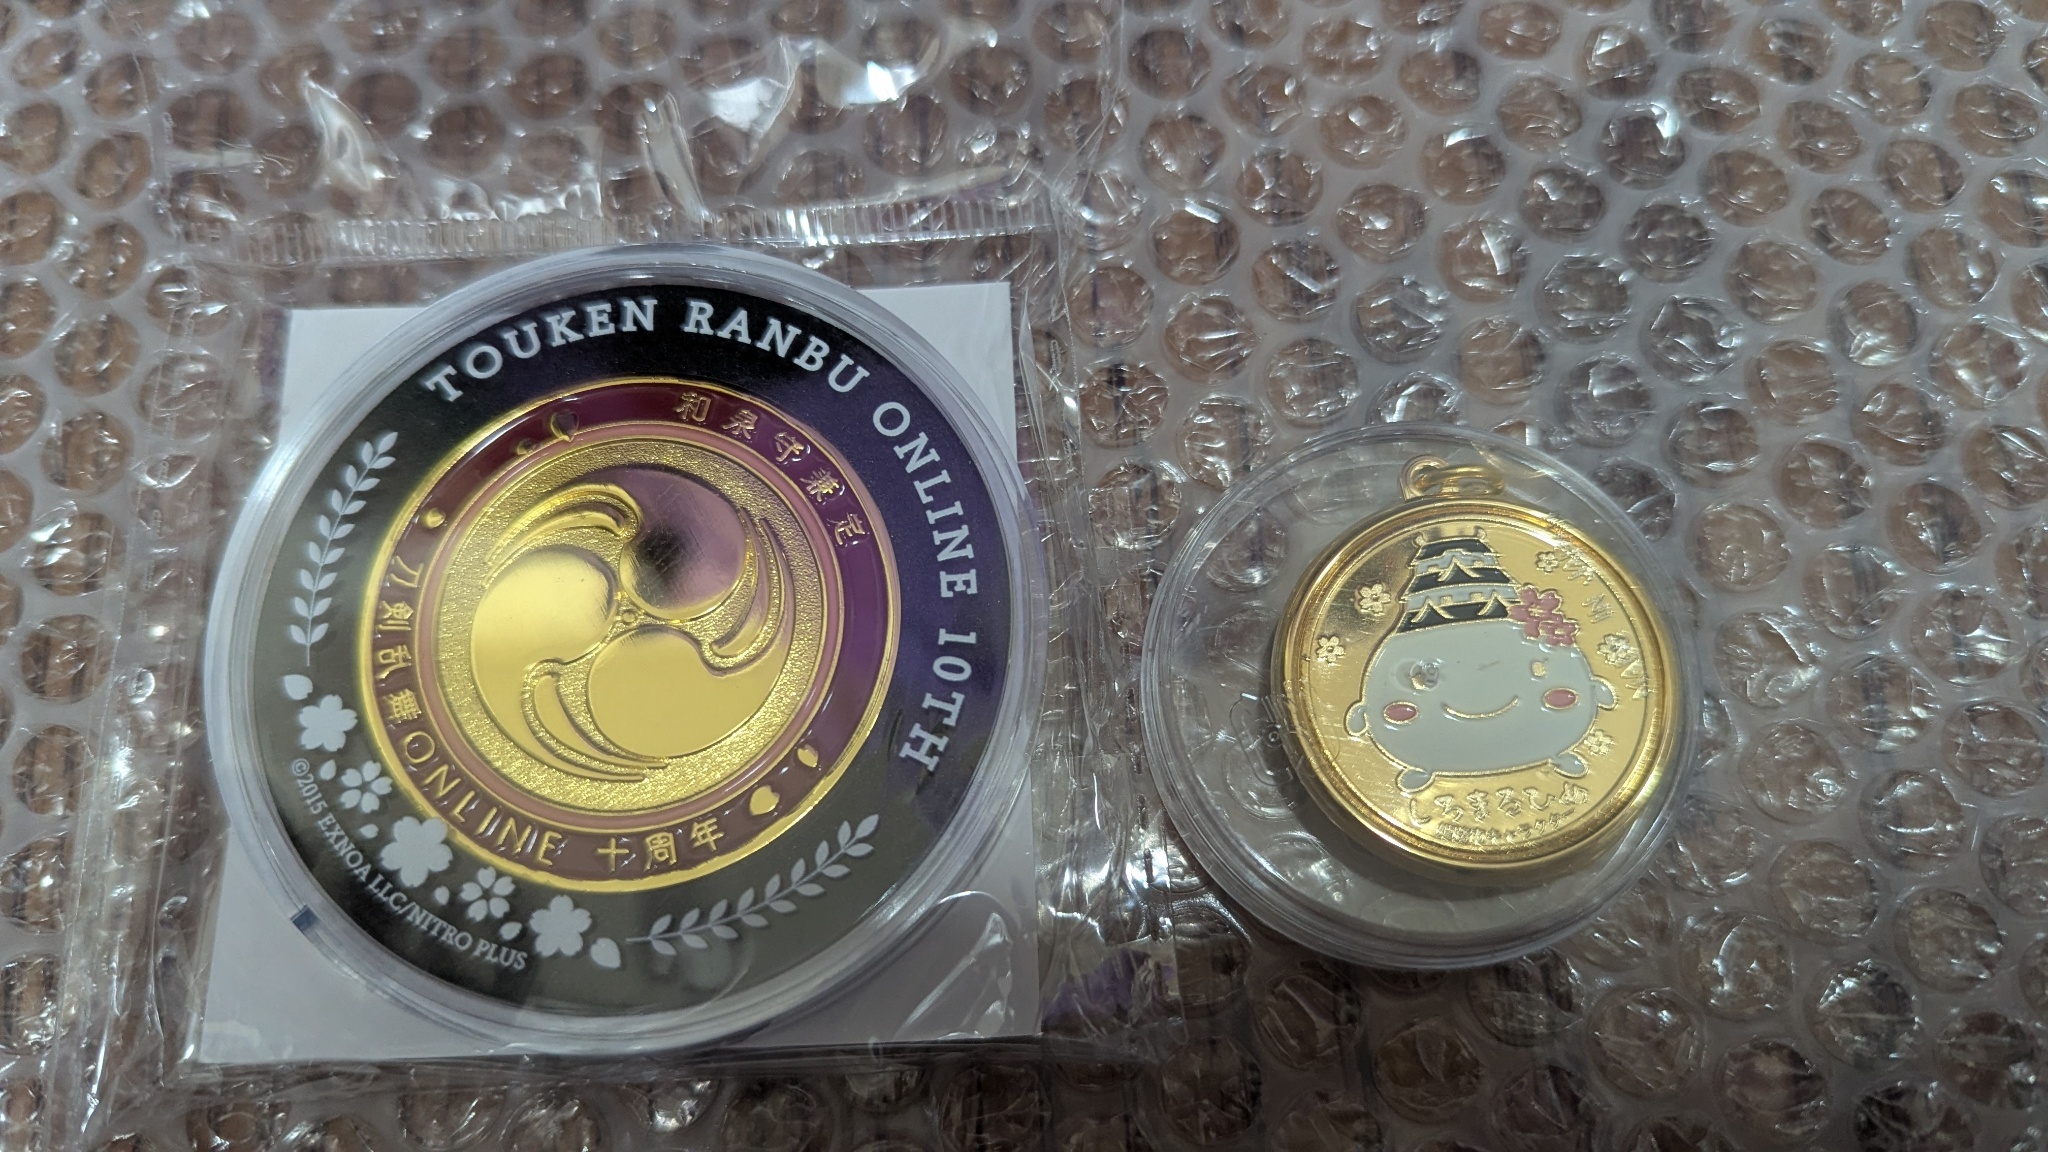 TOUKEN RANBU ONLINE 10TH
和泉守兼定
刀剣乱舞ONLINE 十周年
©2015 EXNOA LLC/NITRO PLUS
しろまるひめ